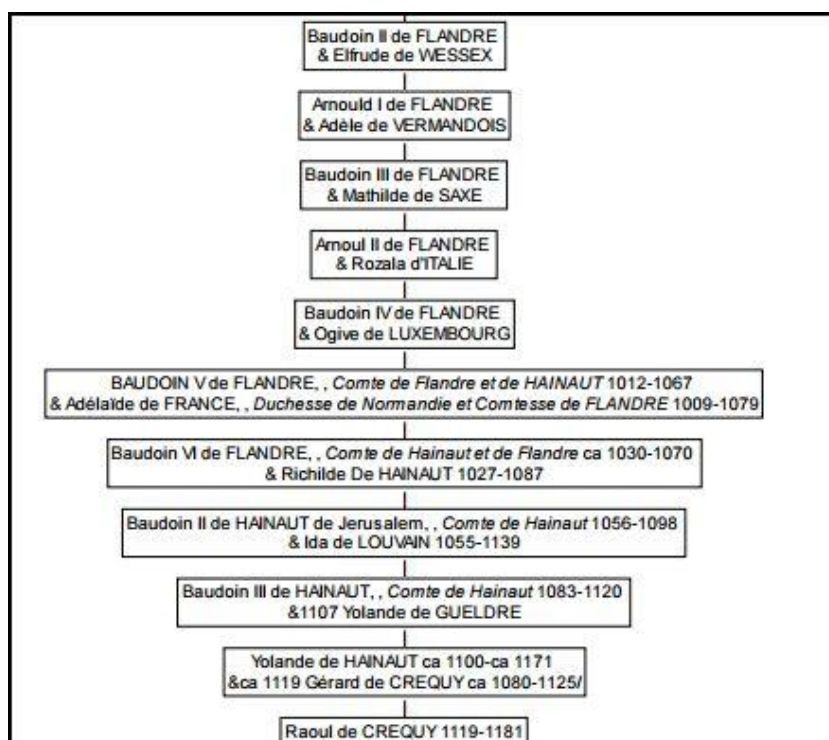 Baudoin II de FLANDRE
& Elfrude de WESSEX
Arnould I de FLANDRE
& Adèle de VERMANDOIS
Baudoin III de FLANDRE
& Mathilde de SAXE
Arnoul II de FLANDRE
& Rozala d'ITALIE
Baudoin IV de FLANDRE
& Ogive de LUXEMBOURG
BAUDOIN V de FLANDRE, , Comte de Flandre et de HAINAUT 1012-1067
& Adélaïde de FRANCE, , Duchesse de Normandie et Comtesse de FLANDRE 1009-1079
Baudoin VI de FLANDRE, , Comte de Hainaut et de Flandre ca 1030-1070
& Richilde De HAINAUT 1027-1087
Baudoin II de HAINAUT de Jerusalem, , Comte de Hainaut 1056-1098
& Ida de LOUVAIN 1055-1139
Baudoin III de HAINAUT, , Comte de Hainaut 1083-1120
&1107 Yolande de GUELDRE
Yolande de HAINAUT ca 1100-ca 1171
&ca 1119 Gérard de CREQUY ca 1080-1125/
Raoul de CREQUY 1119-1181